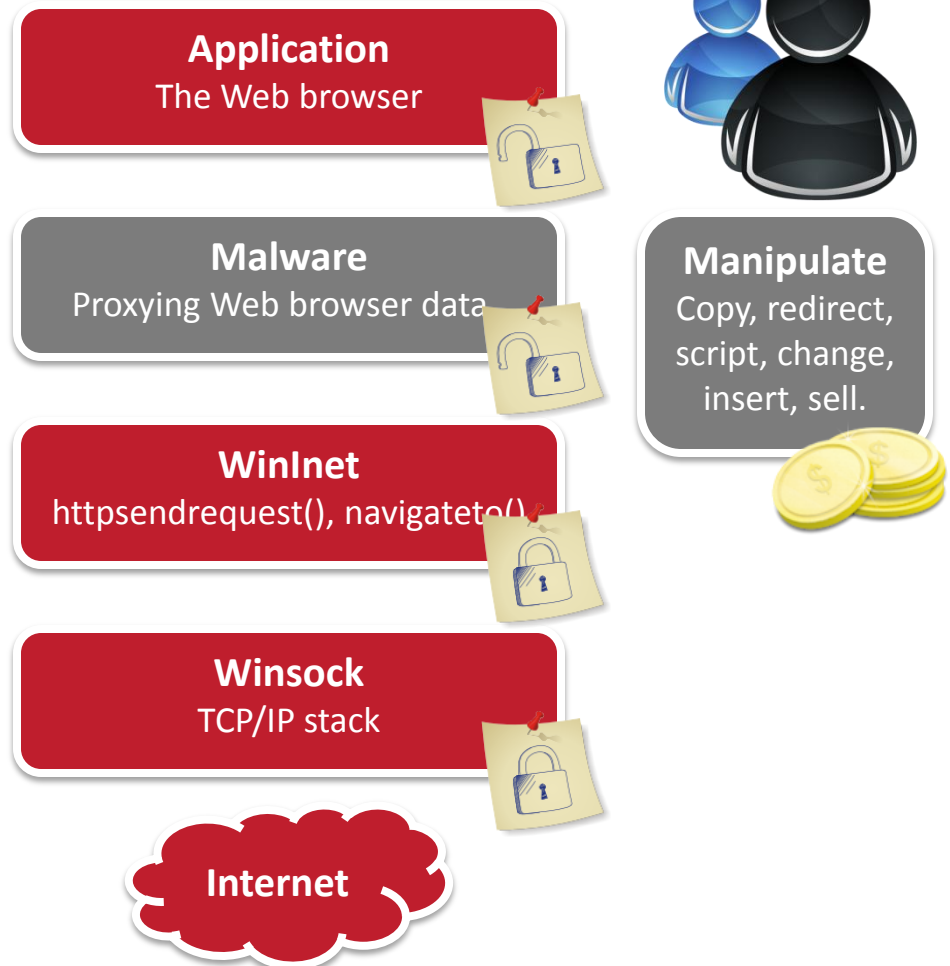 Application
The Web browser
Malware
Proxying Web browser data
Manipulate
Copy, redirect,
script, change,
insert, sell.
WinInet
httpsendrequest(), navigateto()
Winsock
TCP/IP stack
Internet